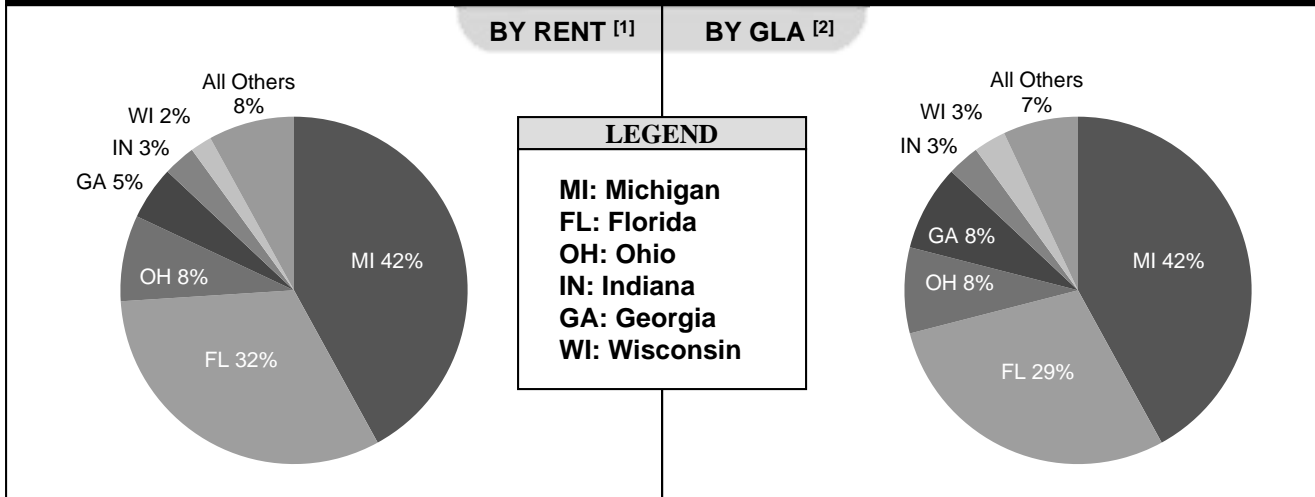 BY RENT [1]
BY GLA [2]
All Others
8%
WI 2%
IN 3%
GA 5%
OH 8%
FL 32%
MI 42%
LEGEND
MI: Michigan
FL: Florida
OH: Ohio
IN: Indiana
GA: Georgia
WI: Wisconsin
All Others
7%
WI 3%
IN 3%
GA 8%
OH 8%
FL 29%
MI 42%